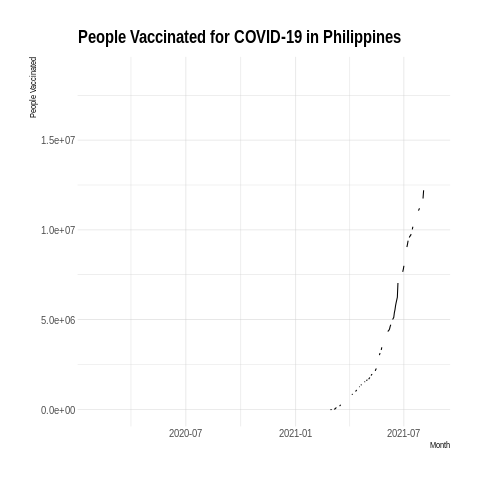 People Vaccinated for COVID-19 in Philippines
People Vaccinated
1.5e+07
1.0e+07
5.0e+06
0.0e+00
2020-07
2021-01
2021-07
Month